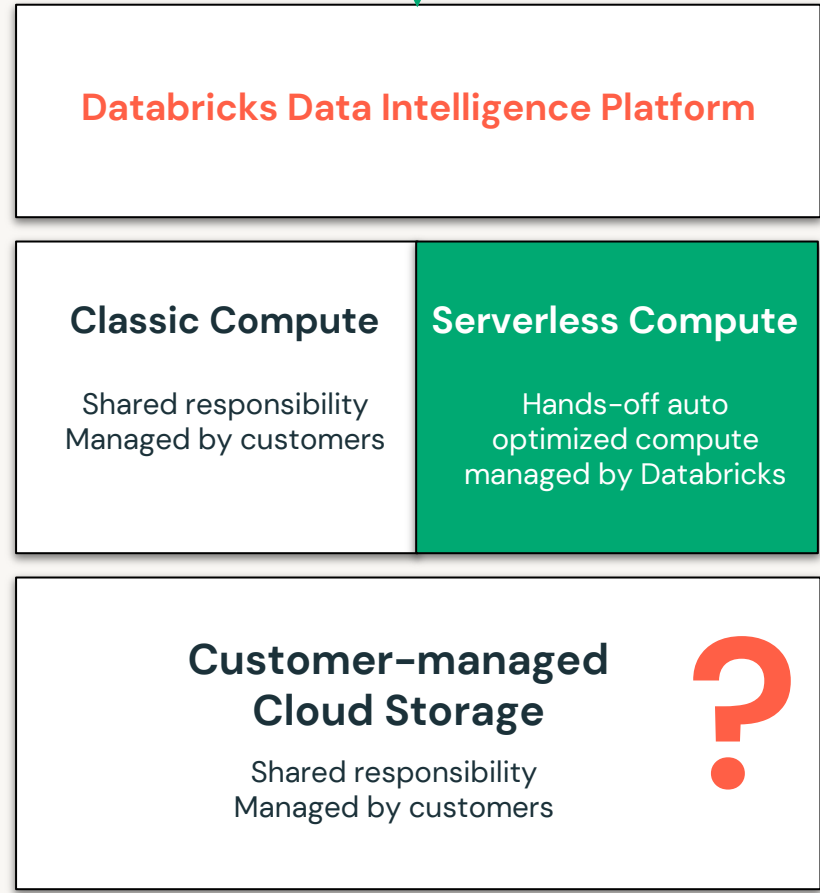 Databricks Data Intelligence Platform
Classic Compute
Shared responsibility
Managed by customers
Serverless Compute
Hands-off auto
optimized compute
managed by Databricks
Customer-managed
Cloud Storage
Shared responsibility
Managed by customers
?